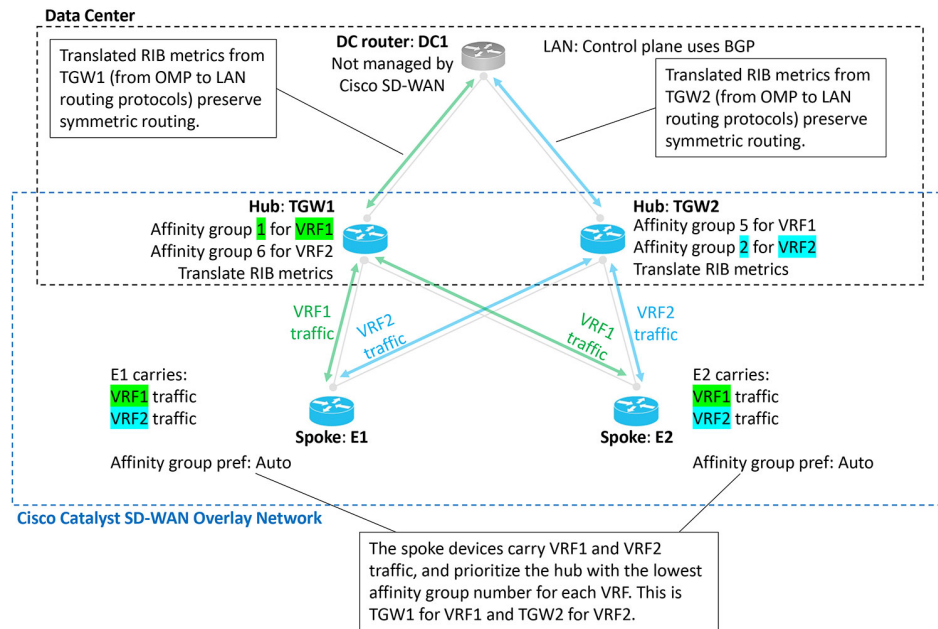 Data Center
Translated RIB metrics from
TGW1 (from OMP to LAN
routing protocols) preserve
symmetric routing.
DC router: DC1
Not managed by
Cisco SD-WAN
LAN: Control plane uses BGP
Translated RIB metrics from
TGW2 (from OMP to LAN
routing protocols) preserve
symmetric routing.
Hub: TGW1
Affinity group 1 for VRF1
Affinity group 6 for VRF2
Translate RIB metrics
Hub: TGW2
Affinity group 5 for VRF1
Affinity group 2 for VRF2
Translate RIB metrics
VRF1
traffic
VRF2
traffic
VRF1
traffic
VRF2
traffic
E1 carries:
VRF1 traffic
VRF2 traffic
Affinity group pref: Auto
Spoke: E1
Spoke: E2
E2 carries:
VRF1 traffic
VRF2 traffic
Affinity group pref: Auto
Cisco Catalyst SD-WAN Overlay Network
The spoke devices carry VRF1 and VRF2
traffic, and prioritize the hub with the lowest
affinity group number for each VRF. This is
TGW1 for VRF1 and TGW2 for VRF2.